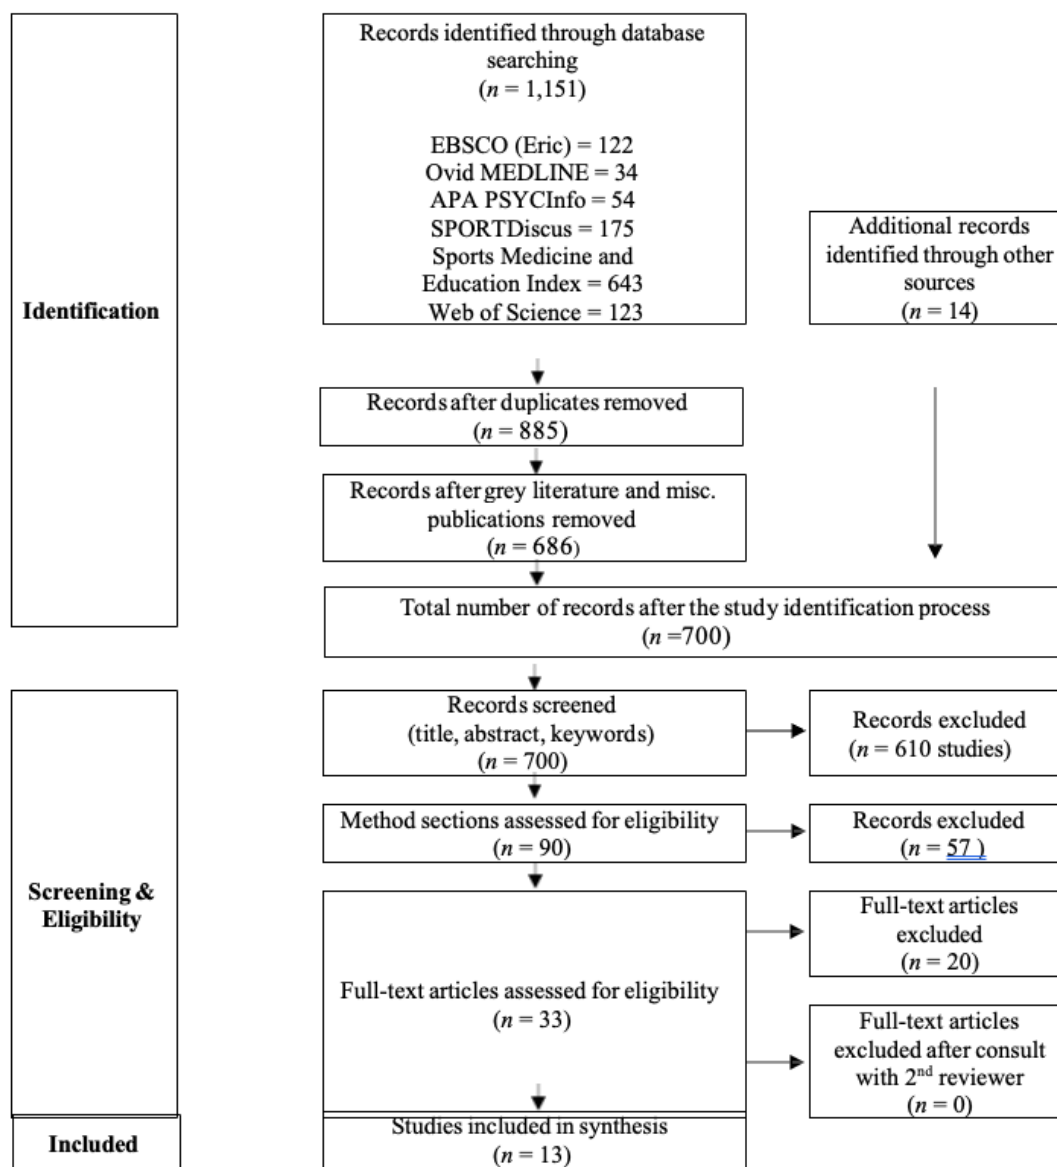 Identification
Records identified through database
searching
(n = 1,151)
EBSCO (Eric) = 122
Ovid MEDLINE = 34
APA PSYCInfo = 54
SPORTDiscus = 175
Sports Medicine and
Education Index = 643
Web of Science = 123
Additional records
identified through other
sources
(n = 14)
Records after duplicates removed
(n = 885)
Records after grey literature and misc.
publications removed
(n = 686)
Total number of records after the study identification process
(n =700)
Screening &
Eligibility
Records screened
(title, abstract, keywords)
(n = 700)
Records excluded
(n = 610 studies)
Method sections assessed for eligibility
(n = 90)
Records excluded
(n = 57 )
Full-text articles assessed for eligibility
(n = 33)
Full-text articles
excluded
(n = 20)
Full-text articles
excluded after consult
with 2nd reviewer
(n = 0)
Included
Studies included in synthesis
(n = 13)